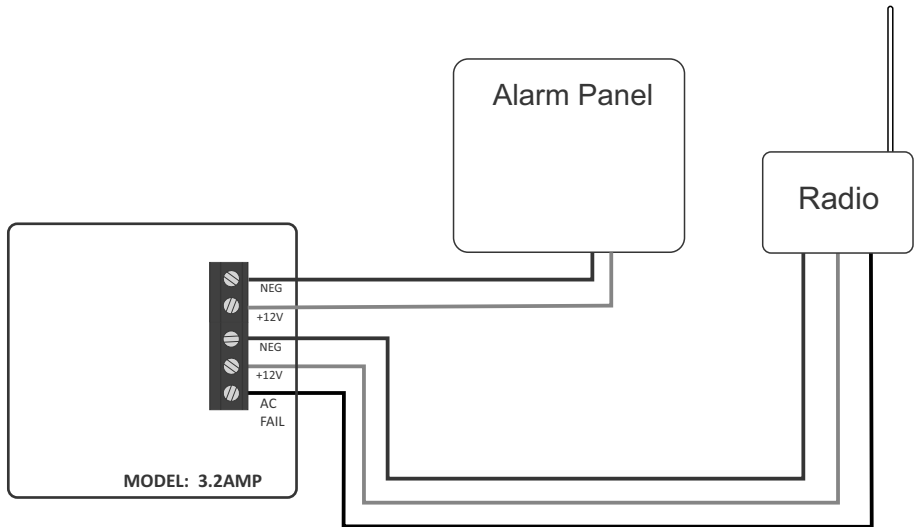 Alarm Panel
Radio
NEG
+12V
NEG
+12V
AC
FAIL
MODEL: 3.2AMP